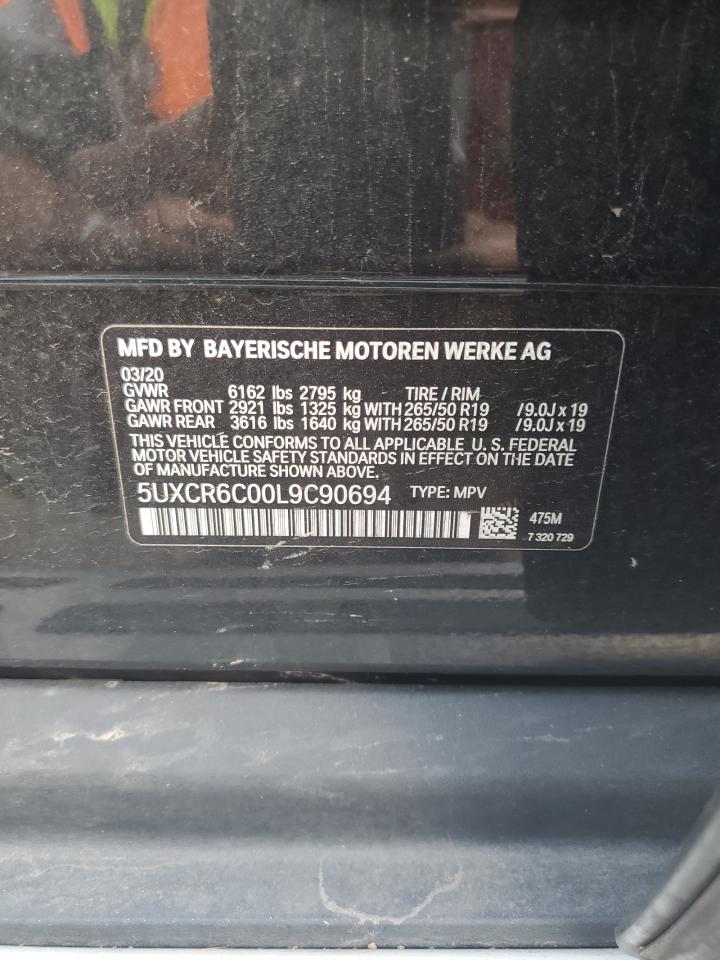 MFD BY BAYERISCHE MOTOREN WERKE AG
03/20
GVWR 6162 lbs 2795 kg TIRE / RIM
GAWR FRONT 2921 lbs 1325 kg WITH 265/50 R19 /9.0J x 19
GAWR REAR 3616 lbs 1640 kg WITH 265/50 R19 /9.0J x 19
THIS VEHICLE CONFORMS TO ALL APPLICABLE U. S. FEDERAL
MOTOR VEHICLE SAFETY STANDARDS IN EFFECT ON THE DATE
OF MANUFACTURE SHOWN ABOVE.
5UXCR6C00L9C90694 TYPE: MPV
475M
7 320 729